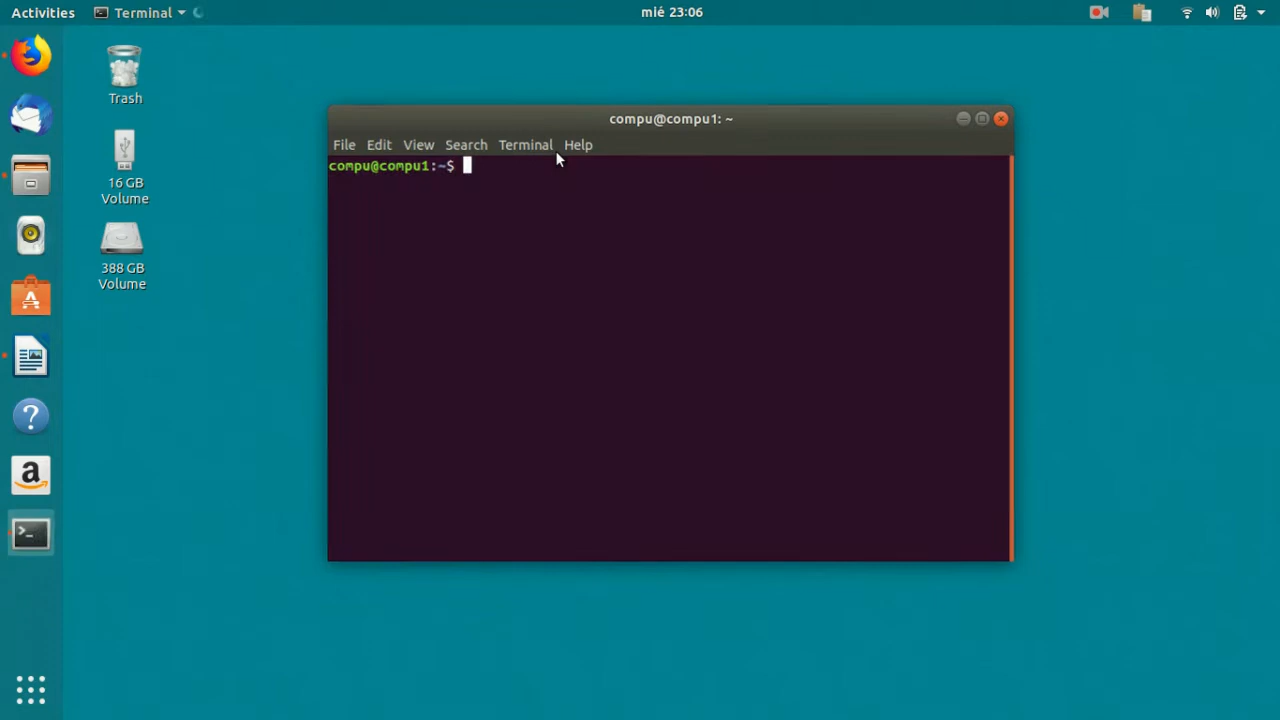 Activities
Terminal
mié 23:06
Trash
16 GB
Volume
388 GB
Volume
compu@compu1: ~
File Edit View Search Terminal Help
compu@compu1:~$